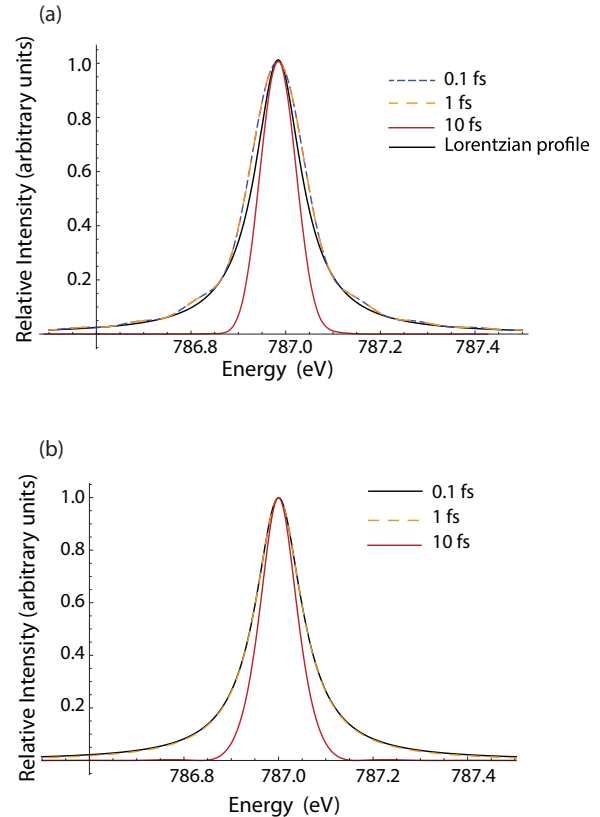 (a)
Relative Intensity (arbitrary units)
1.0
0.8
0.6
0.4
0.2
0.1 fs
1 fs
10 fs
Lorentzian profile
786.8 787.0 787.2 787.4
Energy (eV)
(b)
Relative Intensity (arbitrary units)
1.0
0.8
0.6
0.4
0.2
0.1 fs
1 fs
10 fs
786.8 787.0 787.2 787.4
Energy (eV)